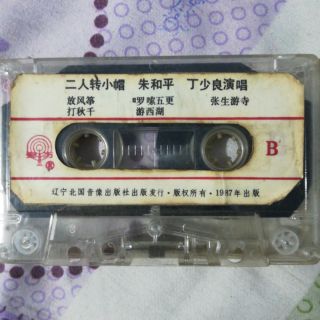 二人转小帽 朱和平 丁少良演唱
放风筝 罗嗦五更 张生游寺
打秋千 游西湖
B
辽宁北国音像出版社出版发行·版权所有·1987年出版